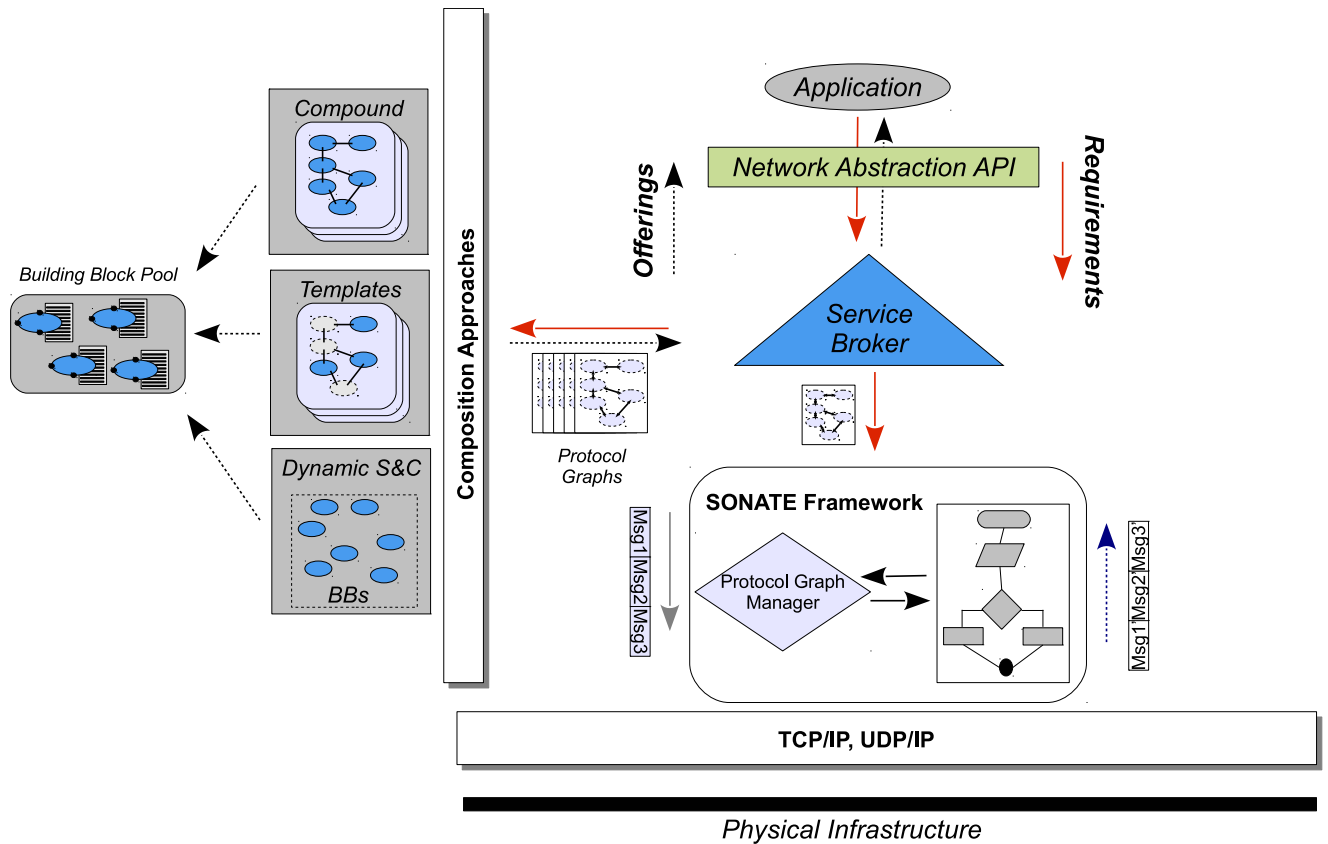 Compound
Building Block Pool
Templates
Dynamic S&C
BBs
Composition Approaches
Protocol
Graphs
Application
Network Abstraction API
Offerings
Requirements
Service
Broker
SONATE Framework
Protocol Graph
Manager
Msg1 Msg2 Msg3
Msg1' Msg2' Msg3'
TCP/IP, UDP/IP
Physical Infrastructure